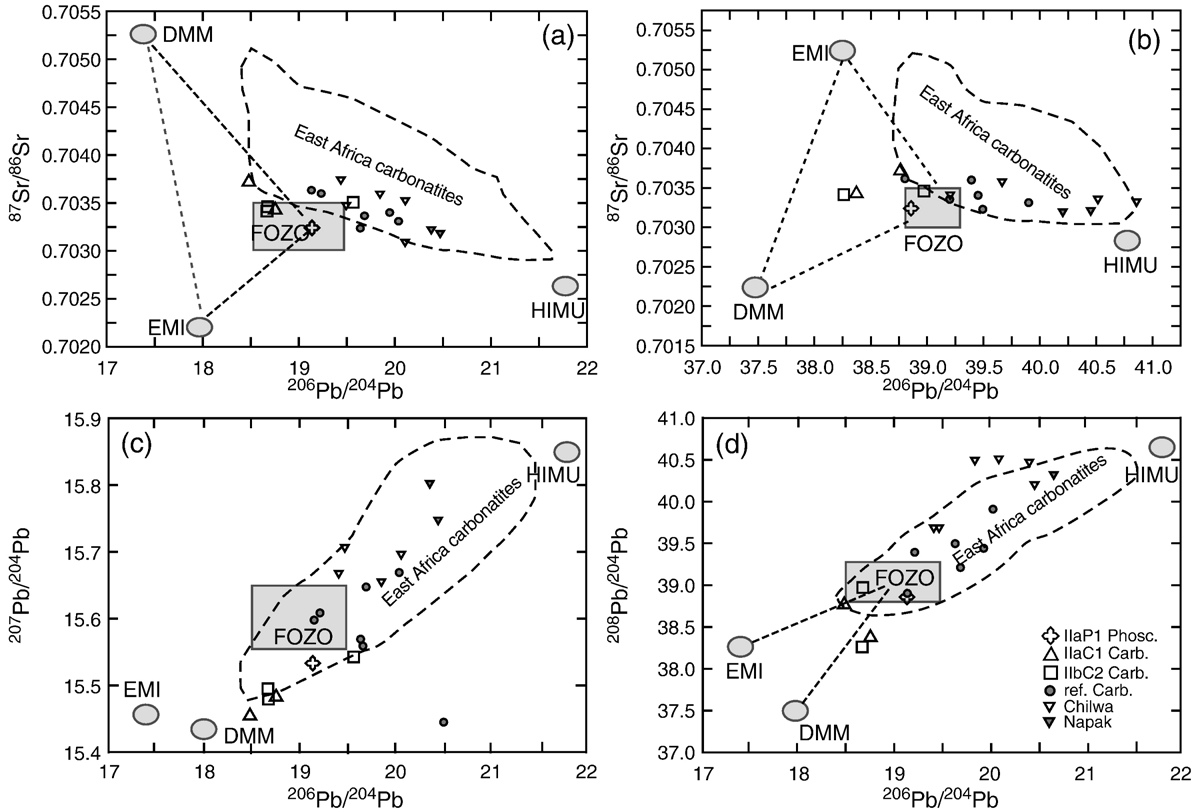 0.7055
0.7050
0.7045
0.7040
0.7035
0.7030
0.7025
0.7020
87Sr/86Sr
DMM
(a)
East Africa carbonatites
FOZO
EMI
HIMU
17 18 19 20 21 22
206Pb/204Pb
0.7055
0.7050
0.7045
0.7040
0.7035
0.7030
0.7025
0.7020
0.7015
87Sr/86Sr
EMI
(b)
East Africa carbonatites
FOZO
HIMU
DMM
37.0 38.0 38.5 39.0 39.5 40.0 40.5 41.0
206Pb/204Pb
15.9
15.8
15.7
15.6
15.5
15.4
207Pb/204Pb
(c)
HIMU
East Africa carbonatites
FOZO
EMI
DMM
17 18 19 20 21 22
206Pb/204Pb
41.0
40.5
40.0
39.5
39.0
38.5
38.0
37.5
37.0
208Pb/204Pb
(d)
HIMU
East Africa carbonatites
FOZO
EMI
DMM
IIaP1 Phosc.
IIaC1 Carb.
IIbC2 Carb.
ref. Carb.
Chilwa
Napak
17 18 19 20 21 22
206Pb/204Pb